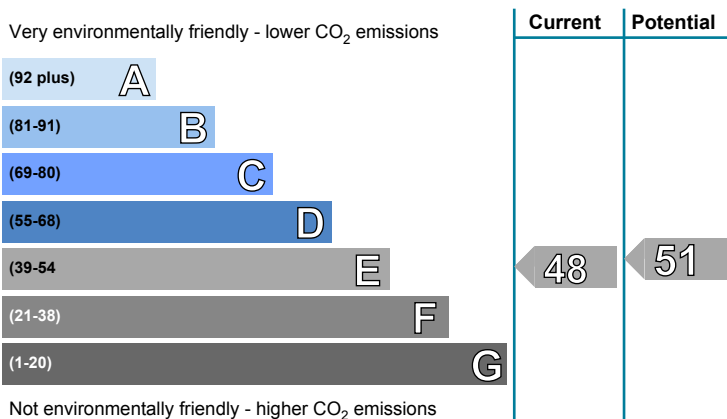 Very environmentally friendly - lower CO₂ emissions
Current
Potential
(92 plus) A
(81-91) B
(69-80) C
(55-68) D
(39-54 E
48
51
(21-38) F
(1-20) G
Not environmentally friendly - higher CO₂ emissions